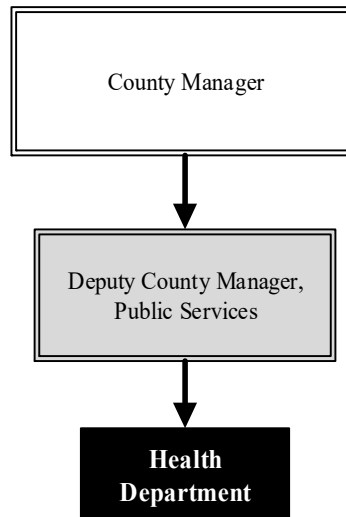 County Manager
Deputy County Manager,
Public Services
Health
Department